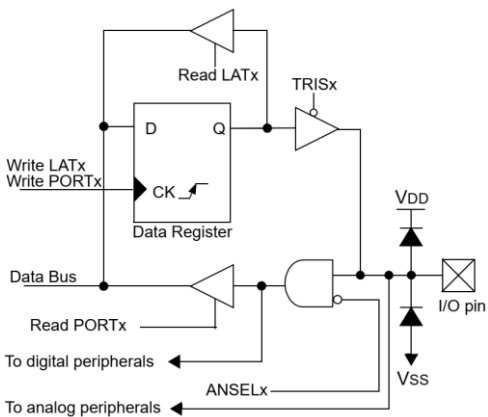 Read LATx
TRISx
D
Q
Write LATx
Write PORTx
CK
VDD
Data Register
Data Bus
I/O pin
Read PORTx
To digital peripherals
VSS
ANSELx
To analog peripherals